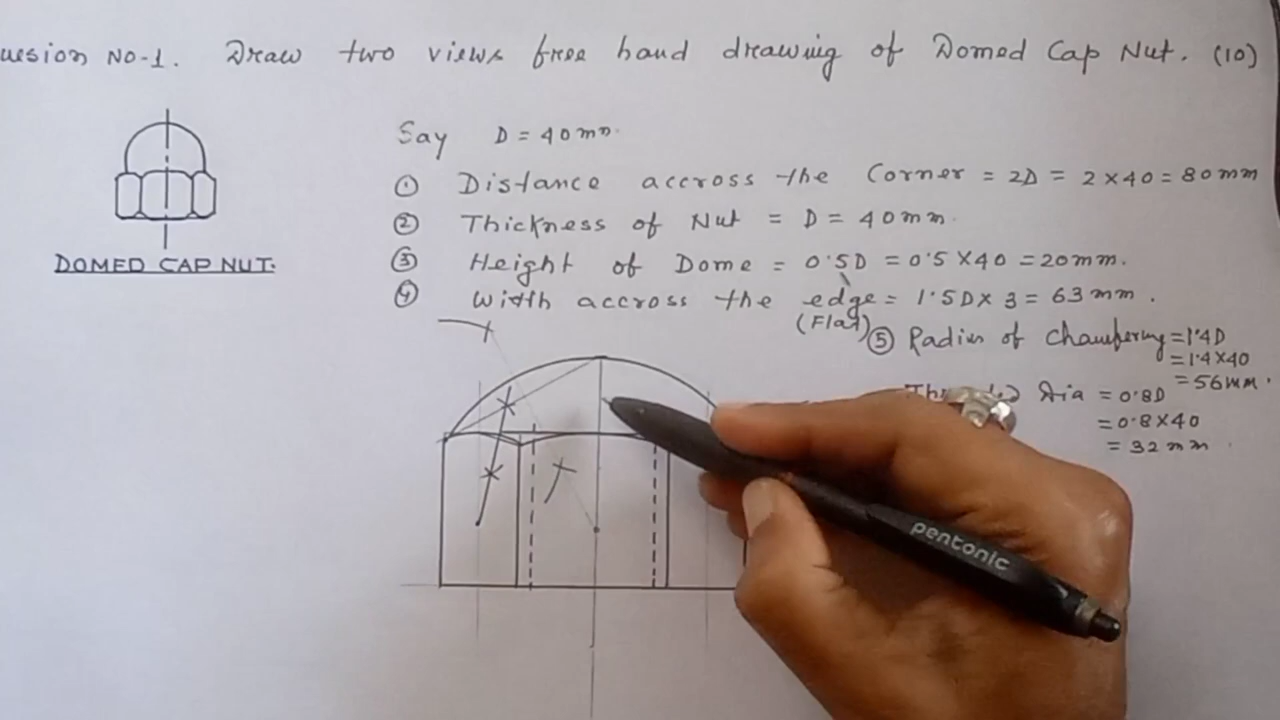 uesion No-1. Draw two views free hand drawing of Domed Cap Nut. (10)
Say D = 40mm.
① Distance accross the Corner = 2D = 2×40 = 80mm
② Thickness of Nut = D = 40mm.
③ Height of Dome = 0.5D = 0.5×40 = 20mm.
④ Width accross the edge = 1.5D×3 = 63mm.
(Flat)
DOMED CAP NUT.
⑤ Radius of Chamfering = 1.4D
= 1.4×40
= 56mm.
Dia = 0.8D
= 0.8×40
= 32mm.
pentonic